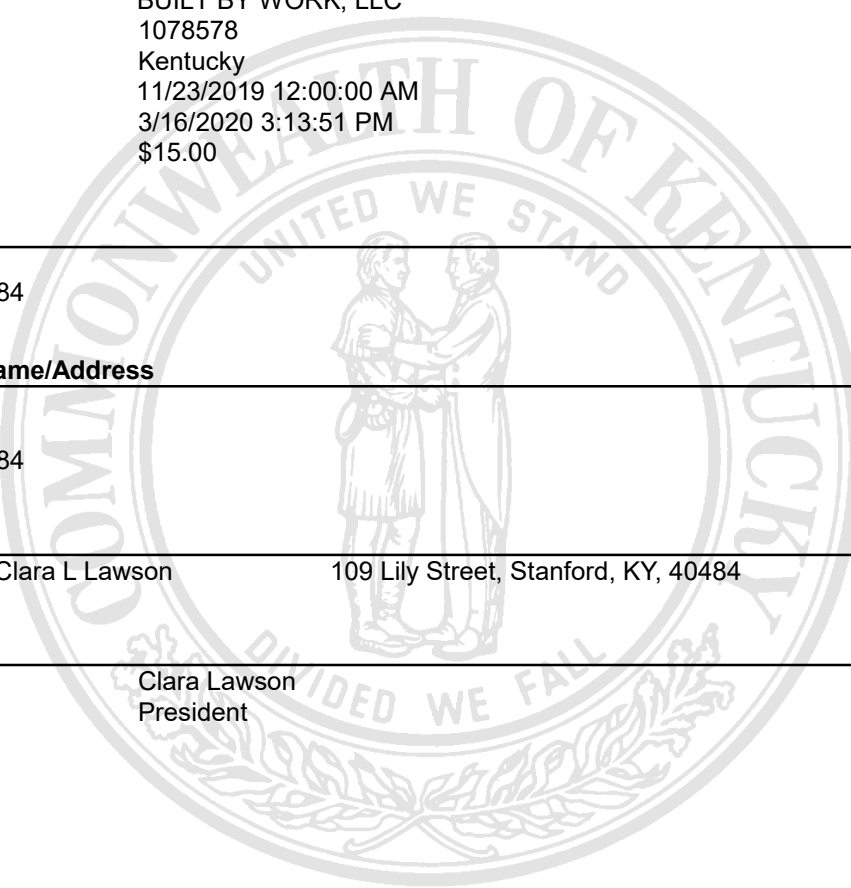 BUILT BY WORK, LLC
1078578
Kentucky
11/23/2019 12:00:00 AM
3/16/2020 3:13:51 PM
$15.00
84
ame/Address
84
Clara L Lawson 109 Lily Street, Stanford, KY, 40484
Clara Lawson
President
COMMONWEALTH OF KENTUCKY
UNITED WE STAND
DIVIDED WE FALL